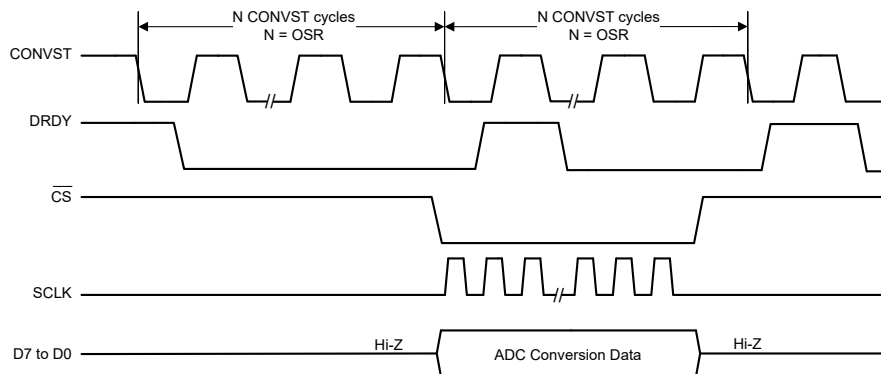 N CONVST cycles
N = OSR
N CONVST cycles
N = OSR
CONVST
//
//
DRDY
CS
SCLK
//
D7 to D0
Hi-Z
ADC Conversion Data
Hi-Z